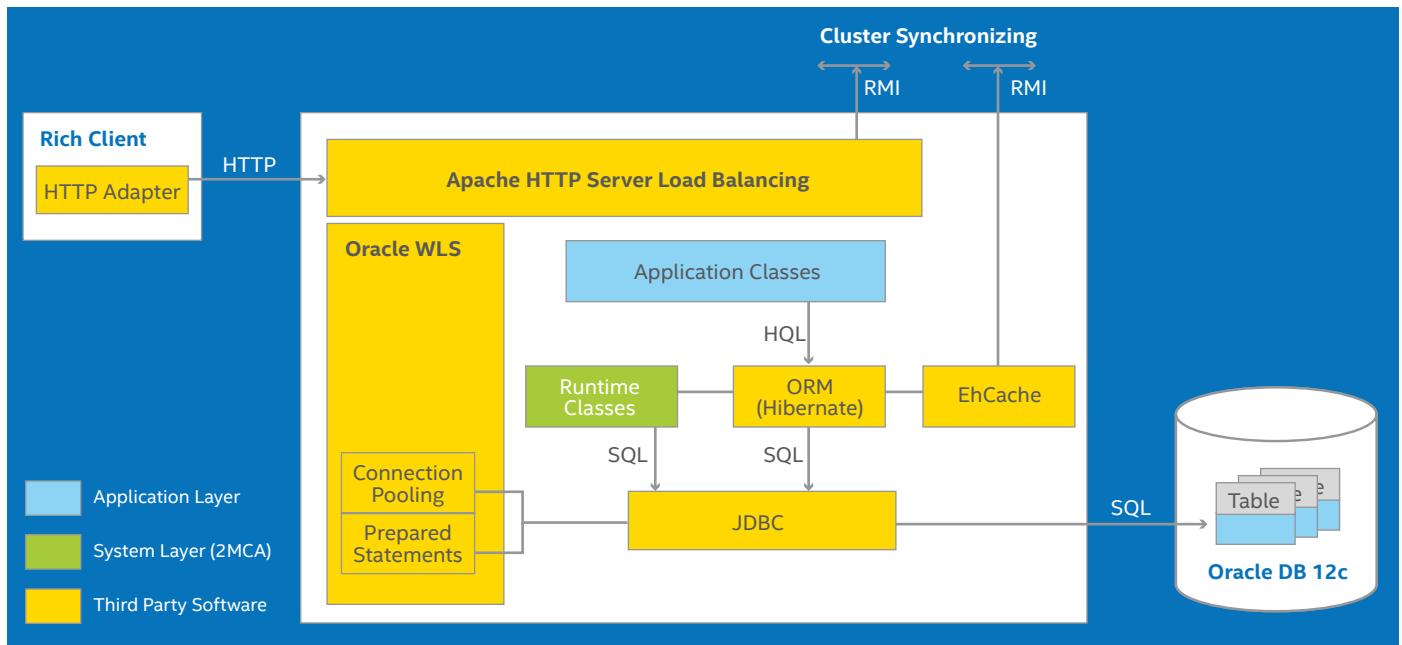 Cluster Synchronizing
RMI
RMI
Rich Client
HTTP Adapter
HTTP
Apache HTTP Server Load Balancing
Oracle WLS
Application Classes
HQL
Runtime
Classes
ORM
(Hibernate)
EhCache
SQL
SQL
Connection
Pooling
Prepared
Statements
JDBC
SQL
Table
e
e
Oracle DB 12c
Application Layer
System Layer (2MCA)
Third Party Software